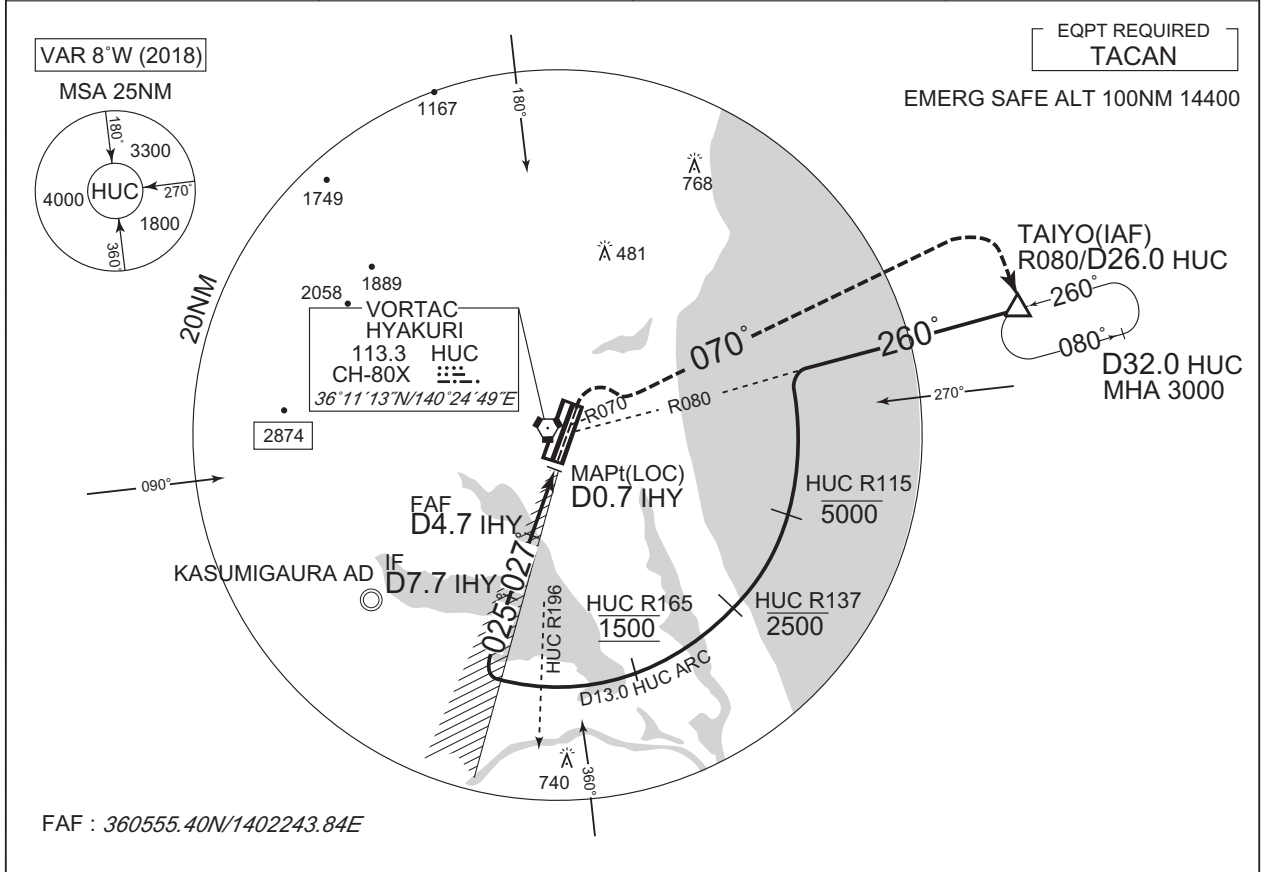 VAR 8°W (2018)
MSA 25NM
180°
3300
4000
HUC
270°
1800
360°
EQPT REQUIRED
TACAN
EMERG SAFE ALT 100NM 14400
180°
1167
768
1749
481
1889
2058
20NM
VORTAC
HYAKURI
113.3 HUC
CH-80X
36°11′13″N/140°24′49″E
2874
TAIYO(IAF)
R080/D26.0 HUC
260°
080°
D32.0 HUC
MHA 3000
070°
260°
R070
R080
270°
090°
MAPt(LOC)
D0.7 IHY
HUC R115
5000
FAF
D4.7 IHY
KASUMIGAURA AD
IF
D7.7 IHY
027°
025°
HUC R196
HUC R165
1500
HUC R137
2500
D13.0 HUC ARC
740
360°
FAF : 360555.40N/1402243.84E